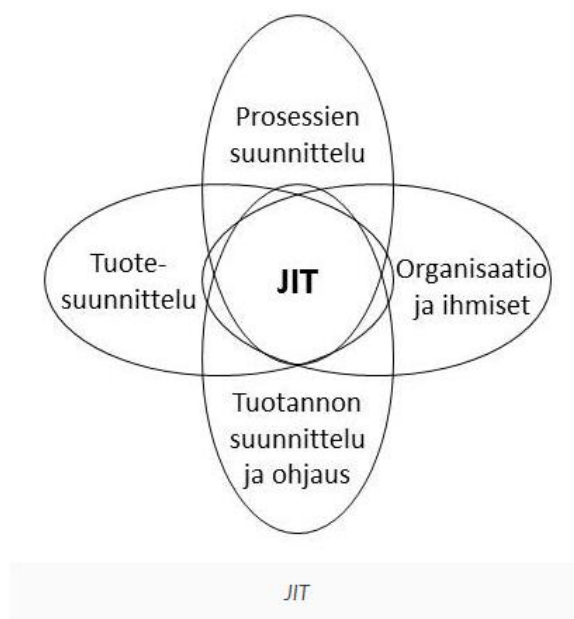 Prosessien
suunnittelu
Tuote-
suunnittelu
JIT
Organisaatio
ja ihmiset
Tuotannon
suunnittelu
ja ohjaus
JIT